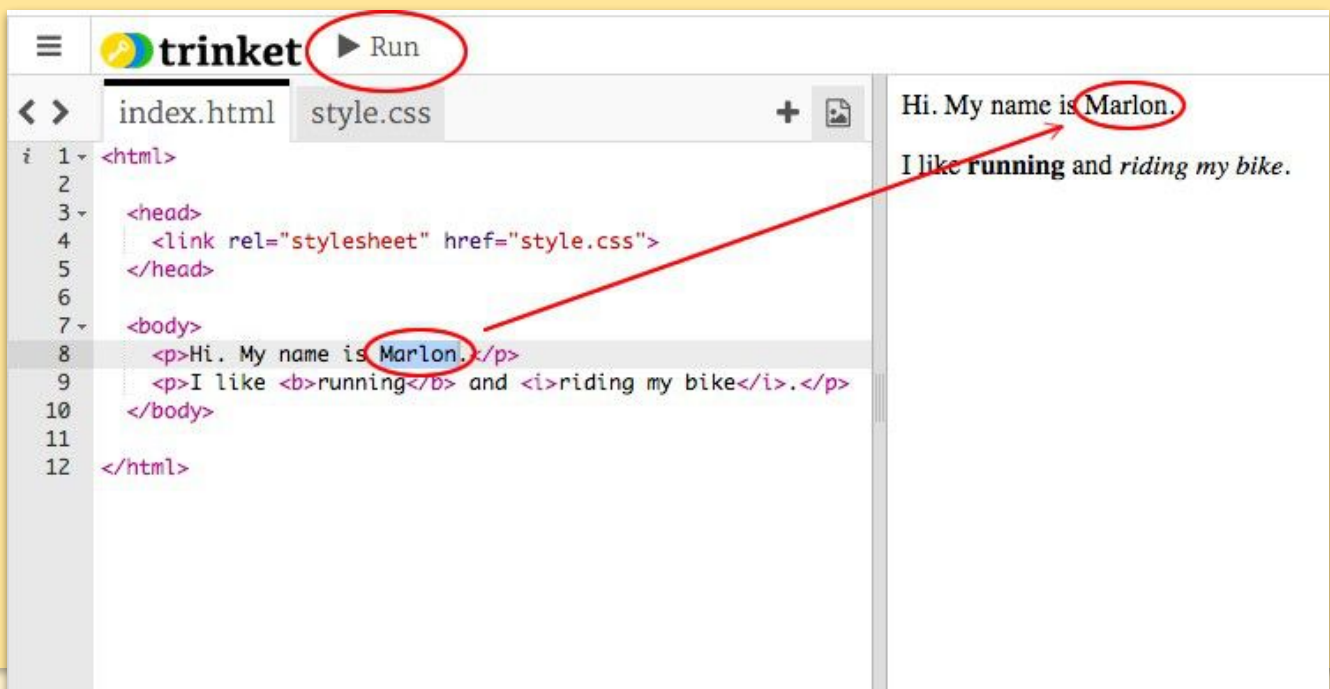 trinket Run
index.html style.css
i 1 <html>
2
3 <head>
4 <link rel="stylesheet" href="style.css">
5 </head>
6
7 <body>
8 <p>Hi. My name is Marlon.</p>
9 <p>I like <b>running</b> and <i>riding my bike</i>.</p>
10 </body>
11
12 </html>
Hi. My name is Marlon.
I like running and riding my bike.